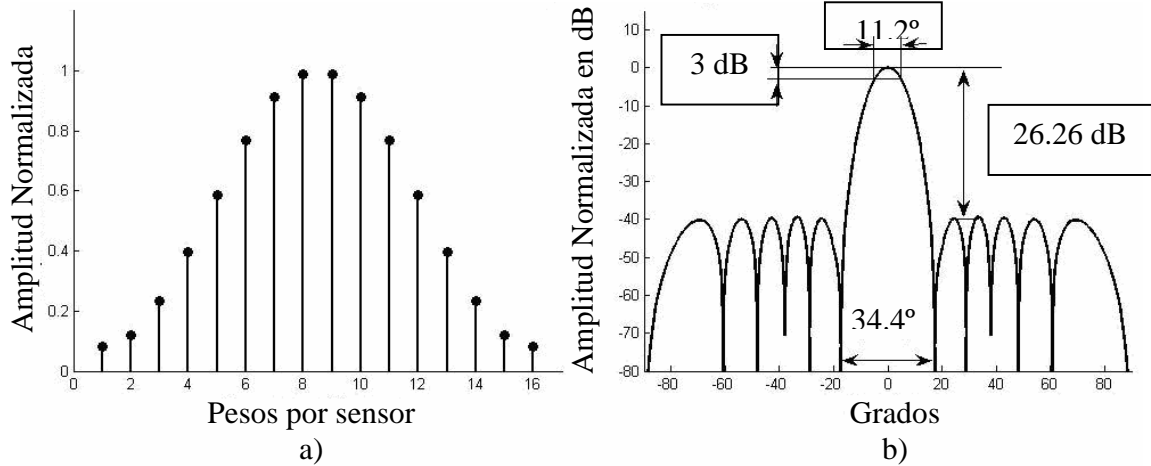 Amplitud Normalizada
1
0.8
0.6
0.4
0.2
0
0 2 4 6 8 10 12 14 16
Pesos por sensor
a)
Amplitud Normalizada en dB
10
0
-10
-20
-30
-40
-50
-60
-70
-80
-80 -60 -40 -20 0 20 40 60 80
11.2º
3 dB
26.26 dB
34.4º
Grados
b)